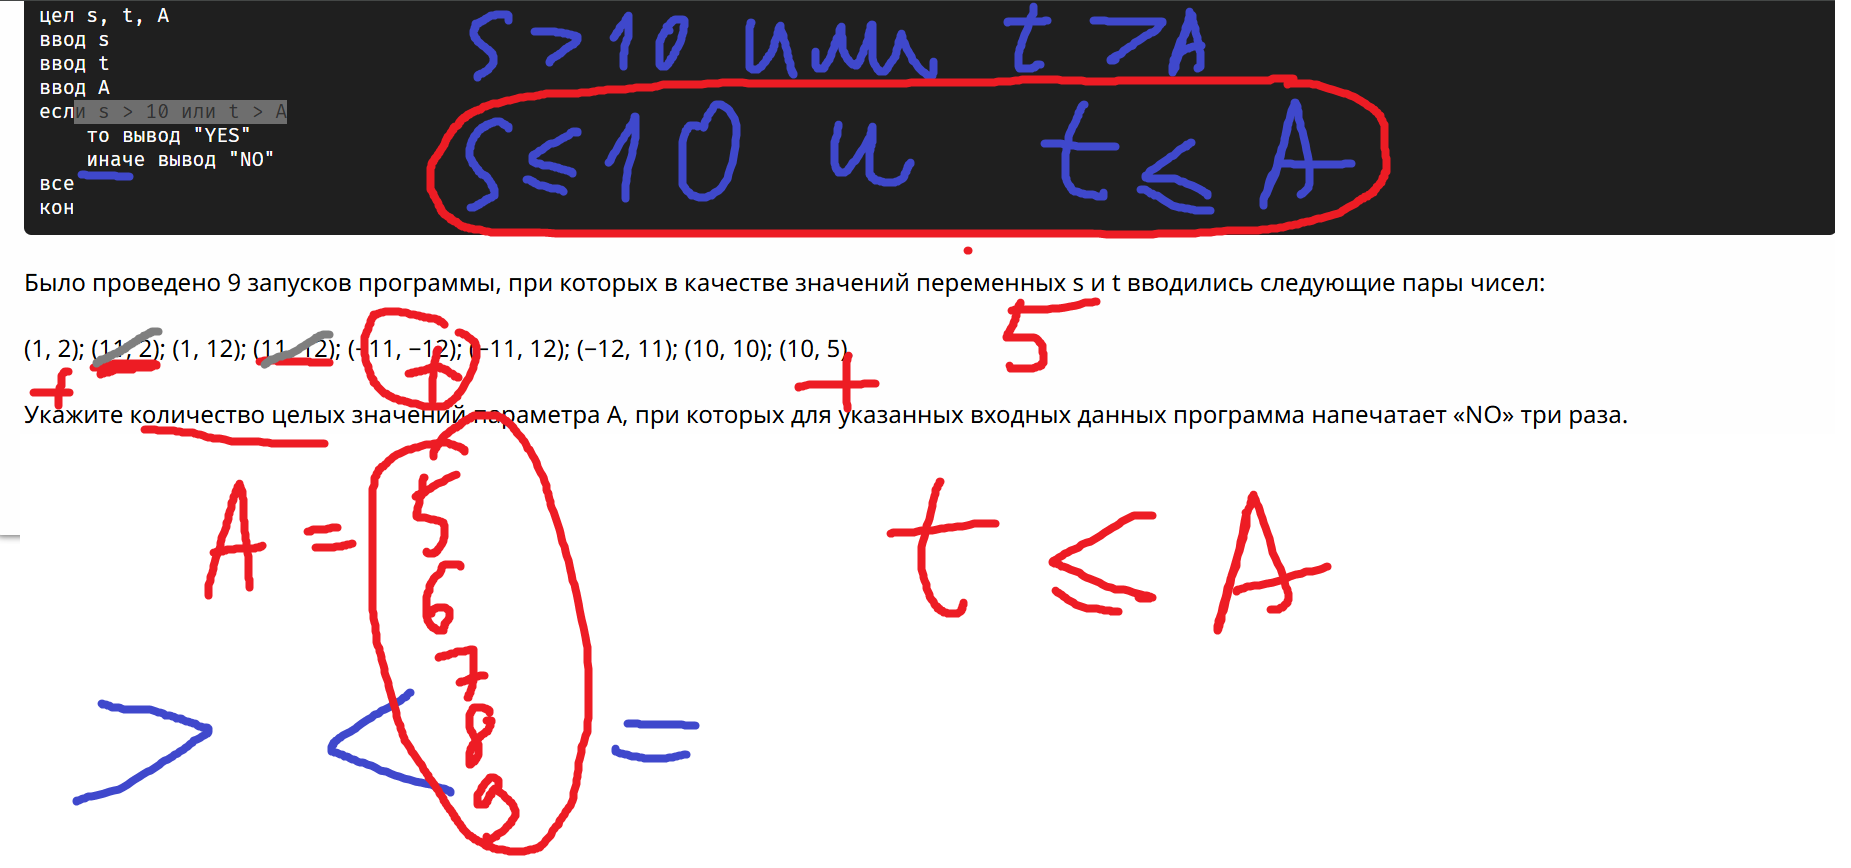 цел s, t, A
ввод s
ввод t
ввод A
если s > 10 или t > A
то вывод "YES"
иначе вывод "NO"
все
кон
s > 10 или t > A
s ≤ 10 и t ≤ A
Было проведено 9 запусков программы, при которых в качестве значений переменных s и t вводились следующие пары чисел:
5
(1, 2); (11, 2); (1, 12); (11, 12); (−11, −12); (−11, 12); (−12, 11); (10, 10); (10, 5)
+ + +
Укажите количество целых значений параметра A, при которых для указанных входных данных программа напечатает «NO» три раза.
A = 5
6
7
8
9
t ≤ A
> < =